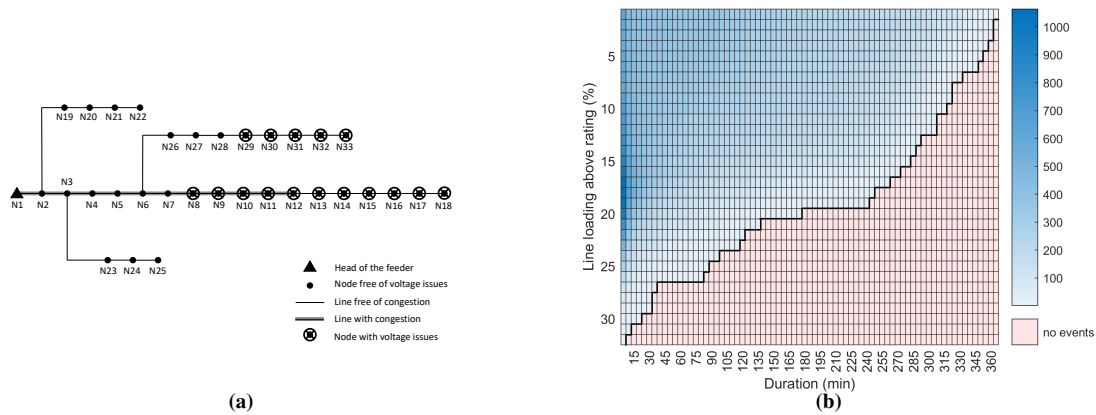 N19 N20 N21 N22
N26 N27 N28 N29 N30 N31 N32 N33
N3
N1 N2 N4 N5 N6 N7 N8 N9 N10 N11 N12 N13 N14 N15 N16 N17 N18
N23 N24 N25
Head of the feeder
Node free of voltage issues
Line free of congestion
Line with congestion
Node with voltage issues
(a)
Line loading above rating (%)
5
10
15
20
25
30
15 30 45 60 75 90 105 120 135 150 165 180 195 210 225 240 255 270 285 300 315 330 345 360
Duration (min)
1000
900
800
700
600
500
400
300
200
100
no events
(b)